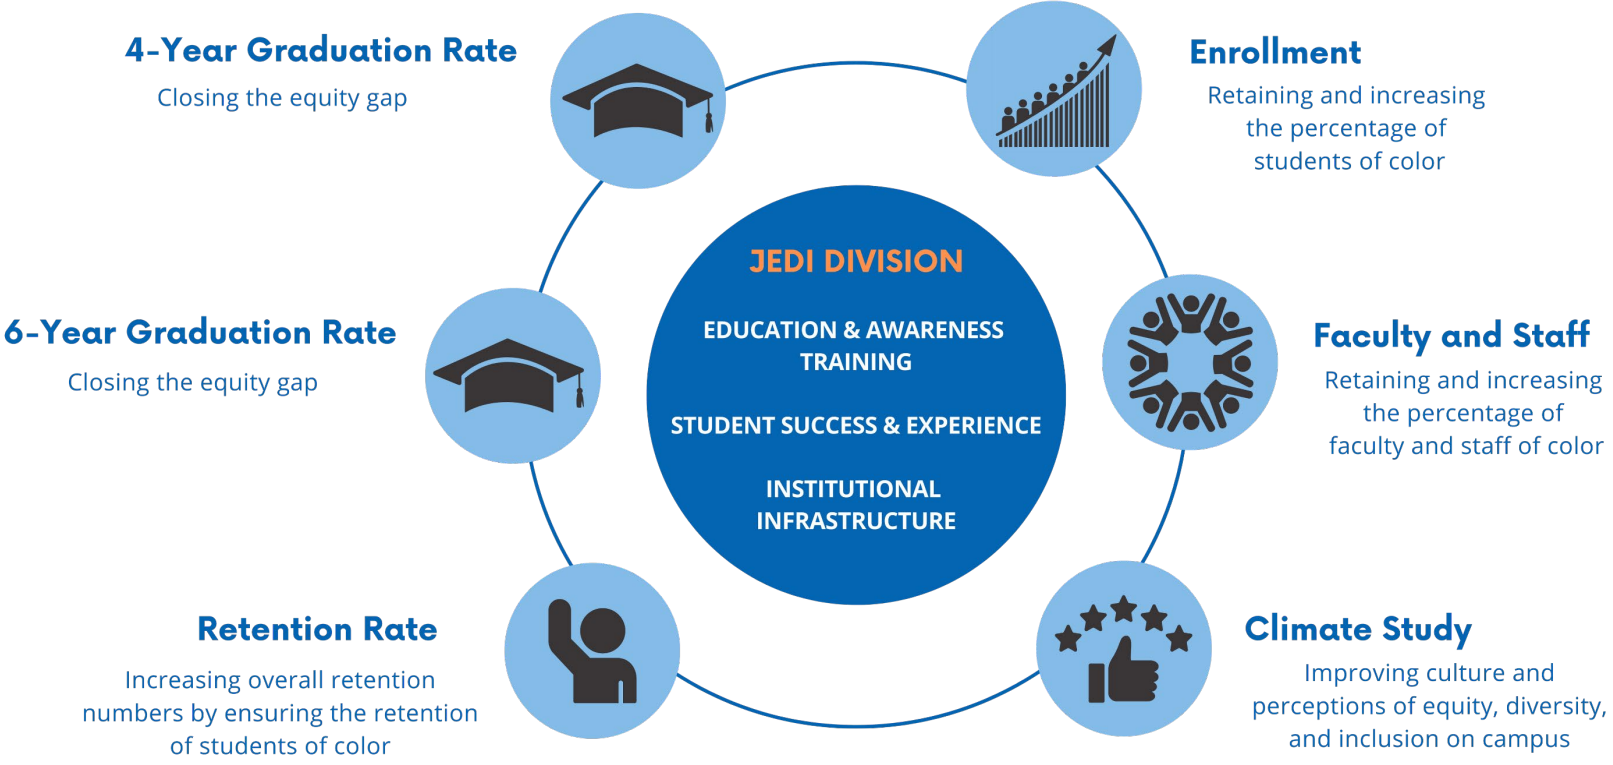 4-Year Graduation Rate
Closing the equity gap
Enrollment
Retaining and increasing
the percentage of
students of color
JEDI DIVISION
EDUCATION & AWARENESS
TRAINING
STUDENT SUCCESS & EXPERIENCE
INSTITUTIONAL
INFRASTRUCTURE
6-Year Graduation Rate
Closing the equity gap
Faculty and Staff
Retaining and increasing
the percentage of
faculty and staff of color
Retention Rate
Increasing overall retention
numbers by ensuring the retention
of students of color
Climate Study
Improving culture and
perceptions of equity, diversity,
and inclusion on campus